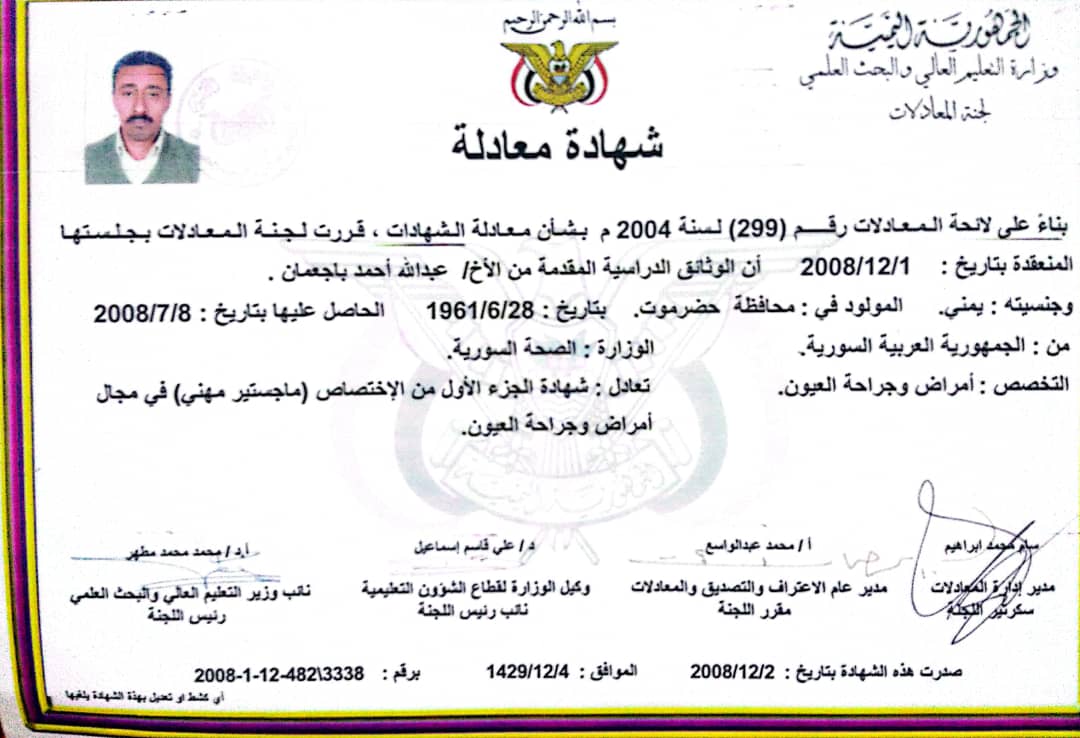 بسم الله الرحمن الرحيم
الجمهورية اليمنية
وزارة التعليم العالي والبحث العلمي
لجنة المعادلات
شهادة معادلة
بناءً على لائحة المعادلات رقم (299) لسنة 2004 م بشأن معادلة الشهادات ، قررت لجنة المعادلات بجلستها
المنعقدة بتاريخ : 2008/12/1 أن الوثائق الدراسية المقدمة من الأخ/ عبدالله أحمد باجعمان .
وجنسيته : يمني. المولود في : محافظة حضرموت. بتاريخ : 1961/6/28 الحاصل عليها بتاريخ : 2008/7/8
من : الجمهورية العربية السورية. الوزارة : الصحة السورية.
التخصص : أمراض وجراحة العيون. تعادل : شهادة الجزء الأول من الإختصاص (ماجستير مهني) في مجال
أمراض وجراحة العيون.
محمد ابراهيم أ / محمد عبدالواسع د / علي قاسم إسماعيل أ.د / محمد محمد مطهر
مدير إدارة المعادلات مدير عام الاعتراف والتصديق والمعادلات وكيل الوزارة لقطاع الشؤون التعليمية نائب وزير التعليم العالي والبحث العلمي
سكرتير اللجنة مقرر اللجنة نائب رئيس اللجنة رئيس اللجنة
صدرت هذه الشهادة بتاريخ : 2008/12/2 الموافق : 1429/12/4 برقم : 3338\482-12-1-2008
أي كشط او تعديل بهذة الشهادة يلغيها